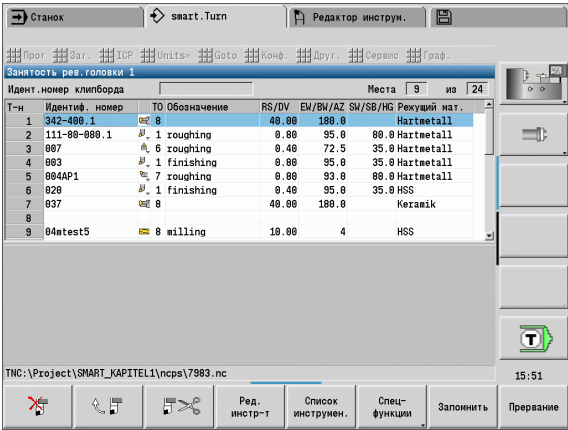 Станок smart.Turn Редактор инструм.
Прог Заг. ICP Units» Goto Конф. Друг. Сервис Граф.
Занятость рев.головки 1
Идент.номер клипборда Места 9 из 24
T-н Идентиф. номер TO Обозначение RS/DV EW/BW/AZ SW/SB/HG Режущий мат.
1 342-400.1 8 40.00 180.0 Hartmetall
2 111-80-080.1 1 roughing 0.80 95.0 80.0 Hartmetall
3 007 6 roughing 0.40 72.5 35.0 Hartmetall
4 003 1 finishing 0.80 95.0 35.0 Hartmetall
5 004AP1 7 roughing 0.80 93.0 80.0 Hartmetall
6 020 1 finishing 0.40 95.0 35.0 HSS
7 037 8 40.00 180.0 Keramik
8
9 04mtest5 8 milling 10.00 4 HSS
T
TNC:\Project\SMART_KAPITEL1\ncps\7983.nc
15:51
Ред. инстр-т
Список инструмен.
Спец- функции
Запомнить
Прервание